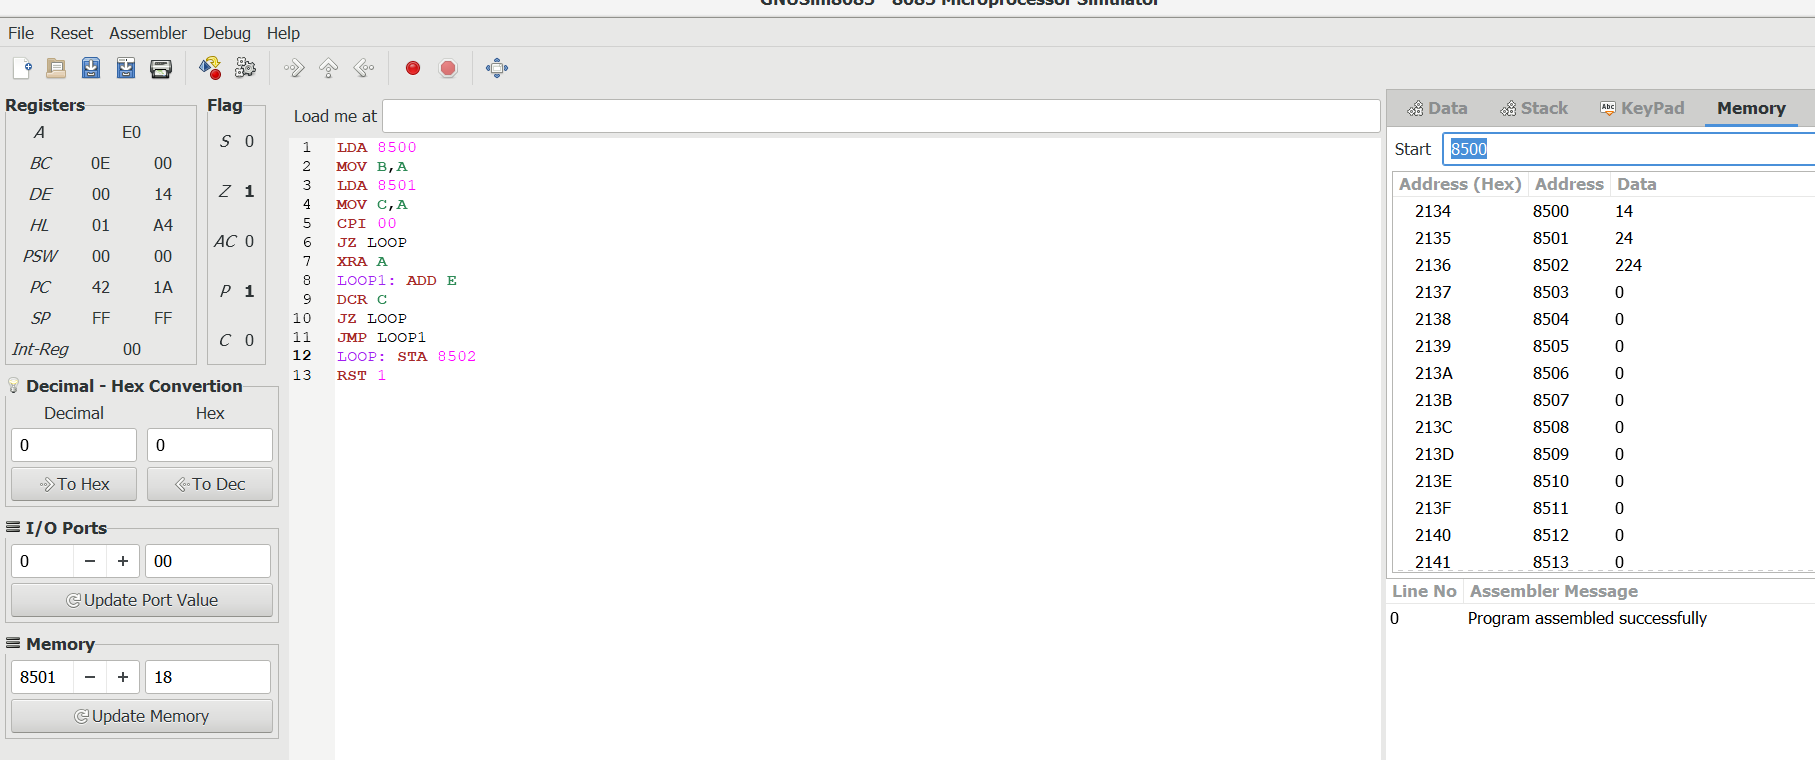 GNUSim8085 - 8085 Microprocessor Simulator
File Reset Assembler Debug Help
Registers
A E0
BC 0E 00
DE 00 14
HL 01 A4
PSW 00 00
PC 42 1A
SP FF FF
Int-Reg 00
Flag
S 0
Z 1
AC 0
P 1
C 0
Decimal - Hex Convertion
Decimal Hex
0 0
To Hex To Dec
I/O Ports
0 − + 00
Update Port Value
Memory
8501 − + 18
Update Memory
Load me at
1 LDA 8500
2 MOV B,A
3 LDA 8501
4 MOV C,A
5 CPI 00
6 JZ LOOP
7 XRA A
8 LOOP1: ADD E
9 DCR C
10 JZ LOOP
11 JMP LOOP1
12 LOOP: STA 8502
13 RST 1
Data Stack Abc KeyPad Memory
Start 8500
Address (Hex) Address Data
2134 8500 14
2135 8501 24
2136 8502 224
2137 8503 0
2138 8504 0
2139 8505 0
213A 8506 0
213B 8507 0
213C 8508 0
213D 8509 0
213E 8510 0
213F 8511 0
2140 8512 0
2141 8513 0
Line No Assembler Message
0 Program assembled successfully